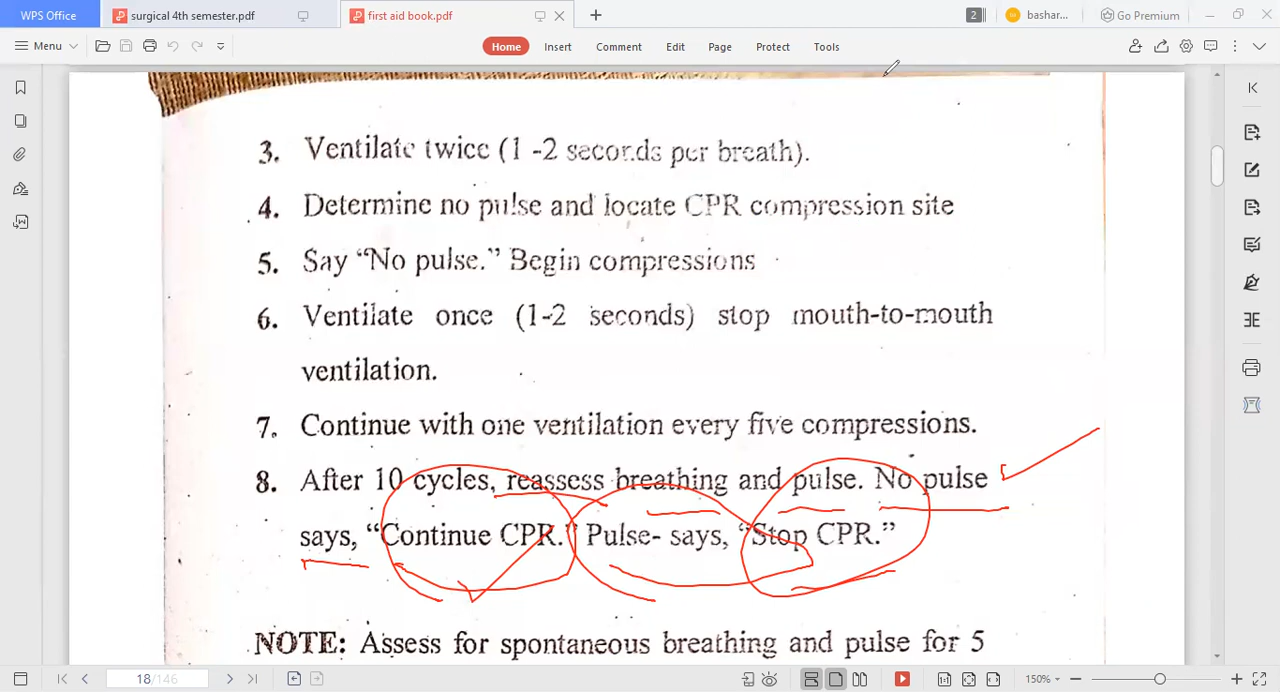 WPS Office
surgical 4th semester.pdf
first aid book.pdf
2
bashar...
Go Premium
Menu
Home
Insert
Comment
Edit
Page
Protect
Tools
3. Ventilate twice (1 -2 seconds per breath).
4. Determine no pulse and locate CPR compression site
5. Say “No pulse.” Begin compressions
6. Ventilate once (1-2 seconds) stop mouth-to-mouth
ventilation.
7. Continue with one ventilation every five compressions.
8. After 10 cycles, reassess breathing and pulse. No pulse
says, “Continue CPR.” Pulse- says, “Stop CPR.”
NOTE: Assess for spontaneous breathing and pulse for 5
18/146
150%